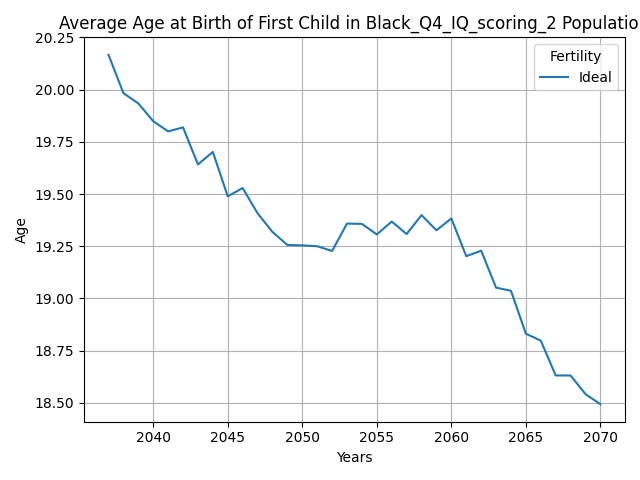 Average Age at Birth of First Child in Black_Q4_IQ_scoring_2 Populatio
Fertility
Ideal
20.25
20.00
19.75
19.50
19.25
19.00
18.75
18.50
Age
2040 2045 2050 2055 2060 2065 2070
Years